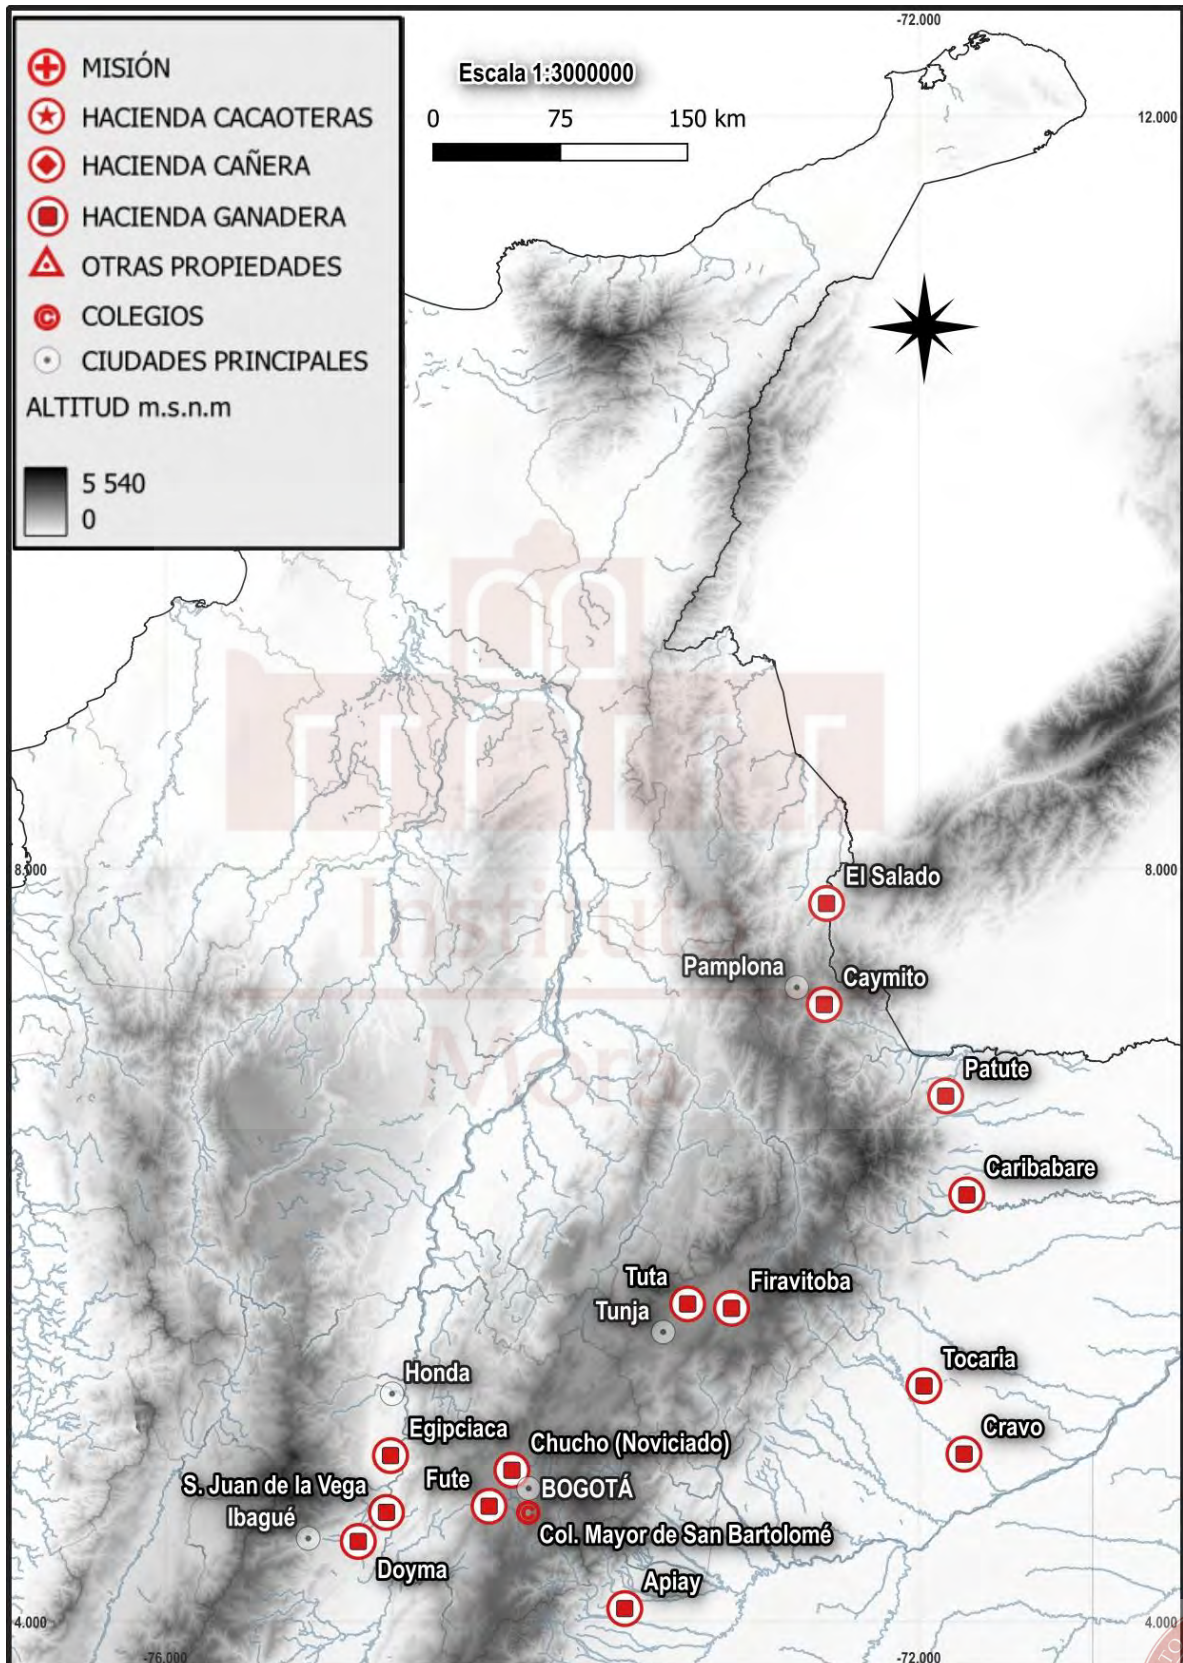 -72.000
MISIÓN
HACIENDA CACAOTERAS
HACIENDA CAÑERA
HACIENDA GANADERA
OTRAS PROPIEDADES
C COLEGIOS
CIUDADES PRINCIPALES
ALTITUD m.s.n.m
5 540
0
Escala 1:3000000
0 75 150 km
12.000
8.000
8.000
El Salado
Instituto
Pamplona
Caymito
Mora
Patute
Caribabare
Tuta
Firavitoba
Tunja
Tocaria
Honda
Egipciaca
Cravo
Chucho (Noviciado)
S. Juan de la Vega
Fute
BOGOTÁ
Ibagué
C
Col. Mayor de San Bartolomé
Doyma
Apiay
4.000
4.000
-76.000
-72.000